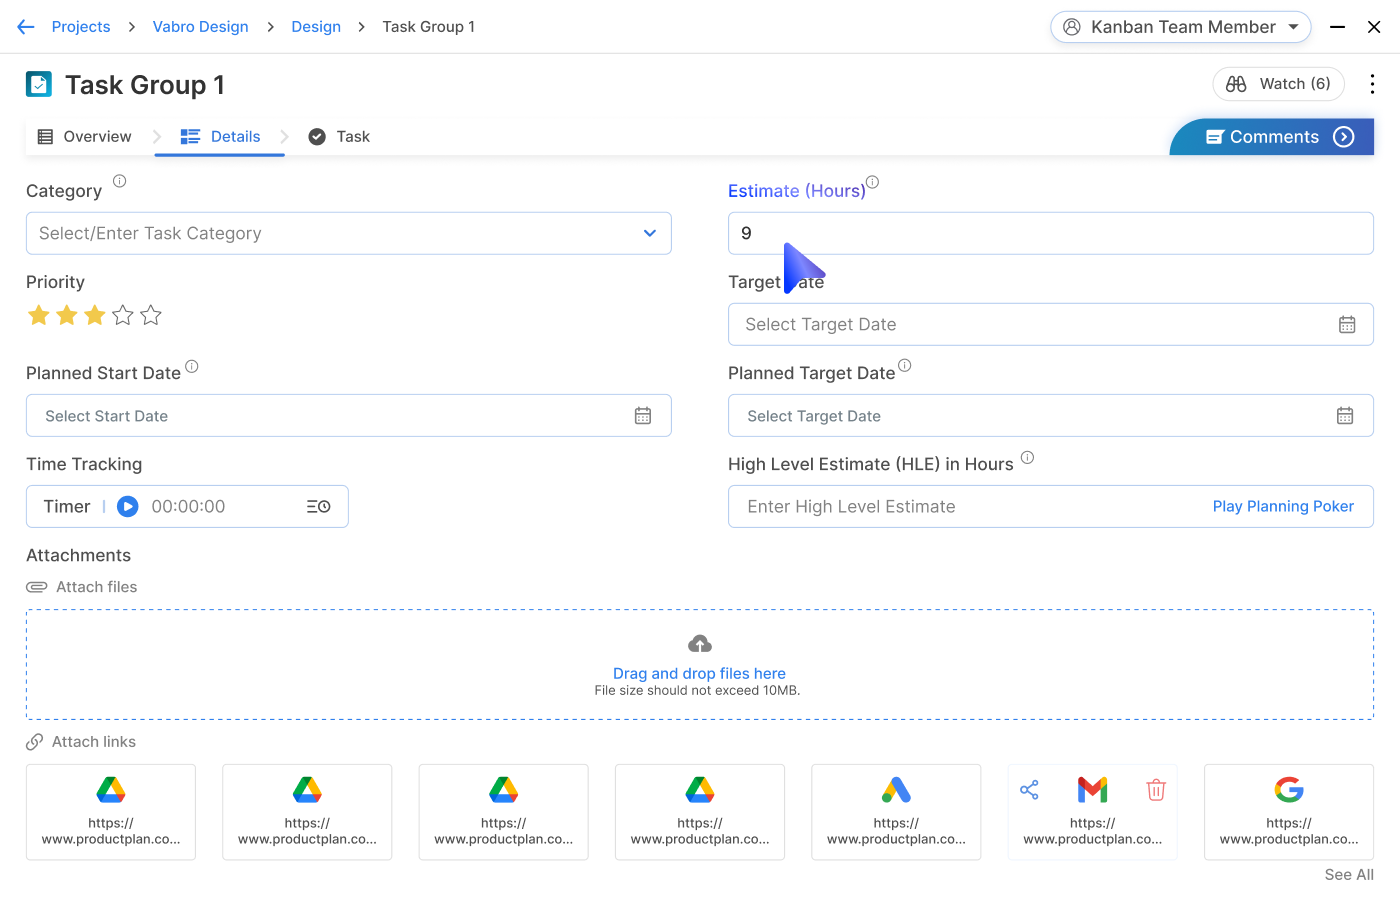 Projects > Vabro Design > Design > Task Group 1
Kanban Team Member
Task Group 1
Watch (6)
Overview
Details
Task
Comments
Category
Estimate (Hours)
Select/Enter Task Category
9
Priority
Target Date
Select Target Date
Planned Start Date
Planned Target Date
Select Start Date
Select Target Date
Time Tracking
High Level Estimate (HLE) in Hours
Timer
00:00:00
Enter High Level Estimate
Play Planning Poker
Attachments
Attach files
Drag and drop files here
File size should not exceed 10MB.
Attach links
https://
www.productplan.co...
https://
www.productplan.co...
https://
www.productplan.co...
https://
www.productplan.co...
https://
www.productplan.co...
https://
www.productplan.co...
https://
www.productplan.co...
See All